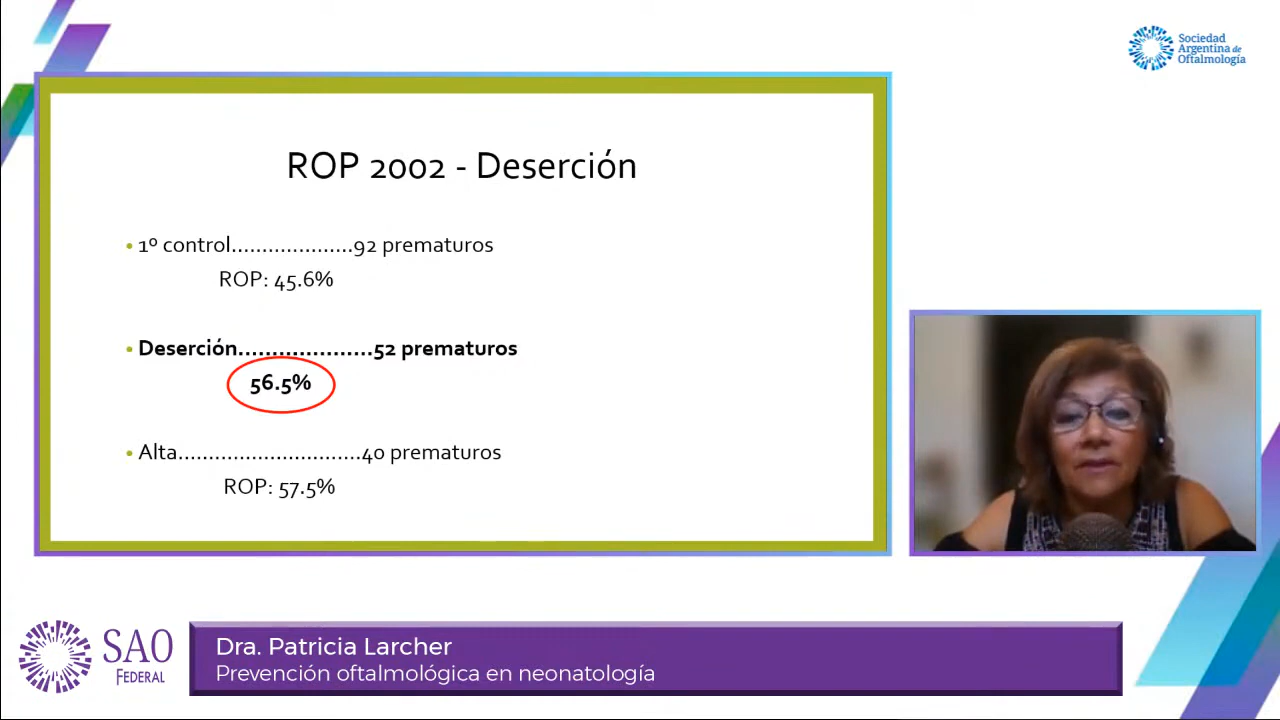 Sociedad
Argentina de
Oftalmología
ROP 2002 - Deserción
• 1º control....................92 prematuros
ROP: 45.6%
• Deserción....................52 prematuros
56.5%
• Alta..............................40 prematuros
ROP: 57.5%
SAO
FEDERAL
Dra. Patricia Larcher
Prevención oftalmológica en neonatología